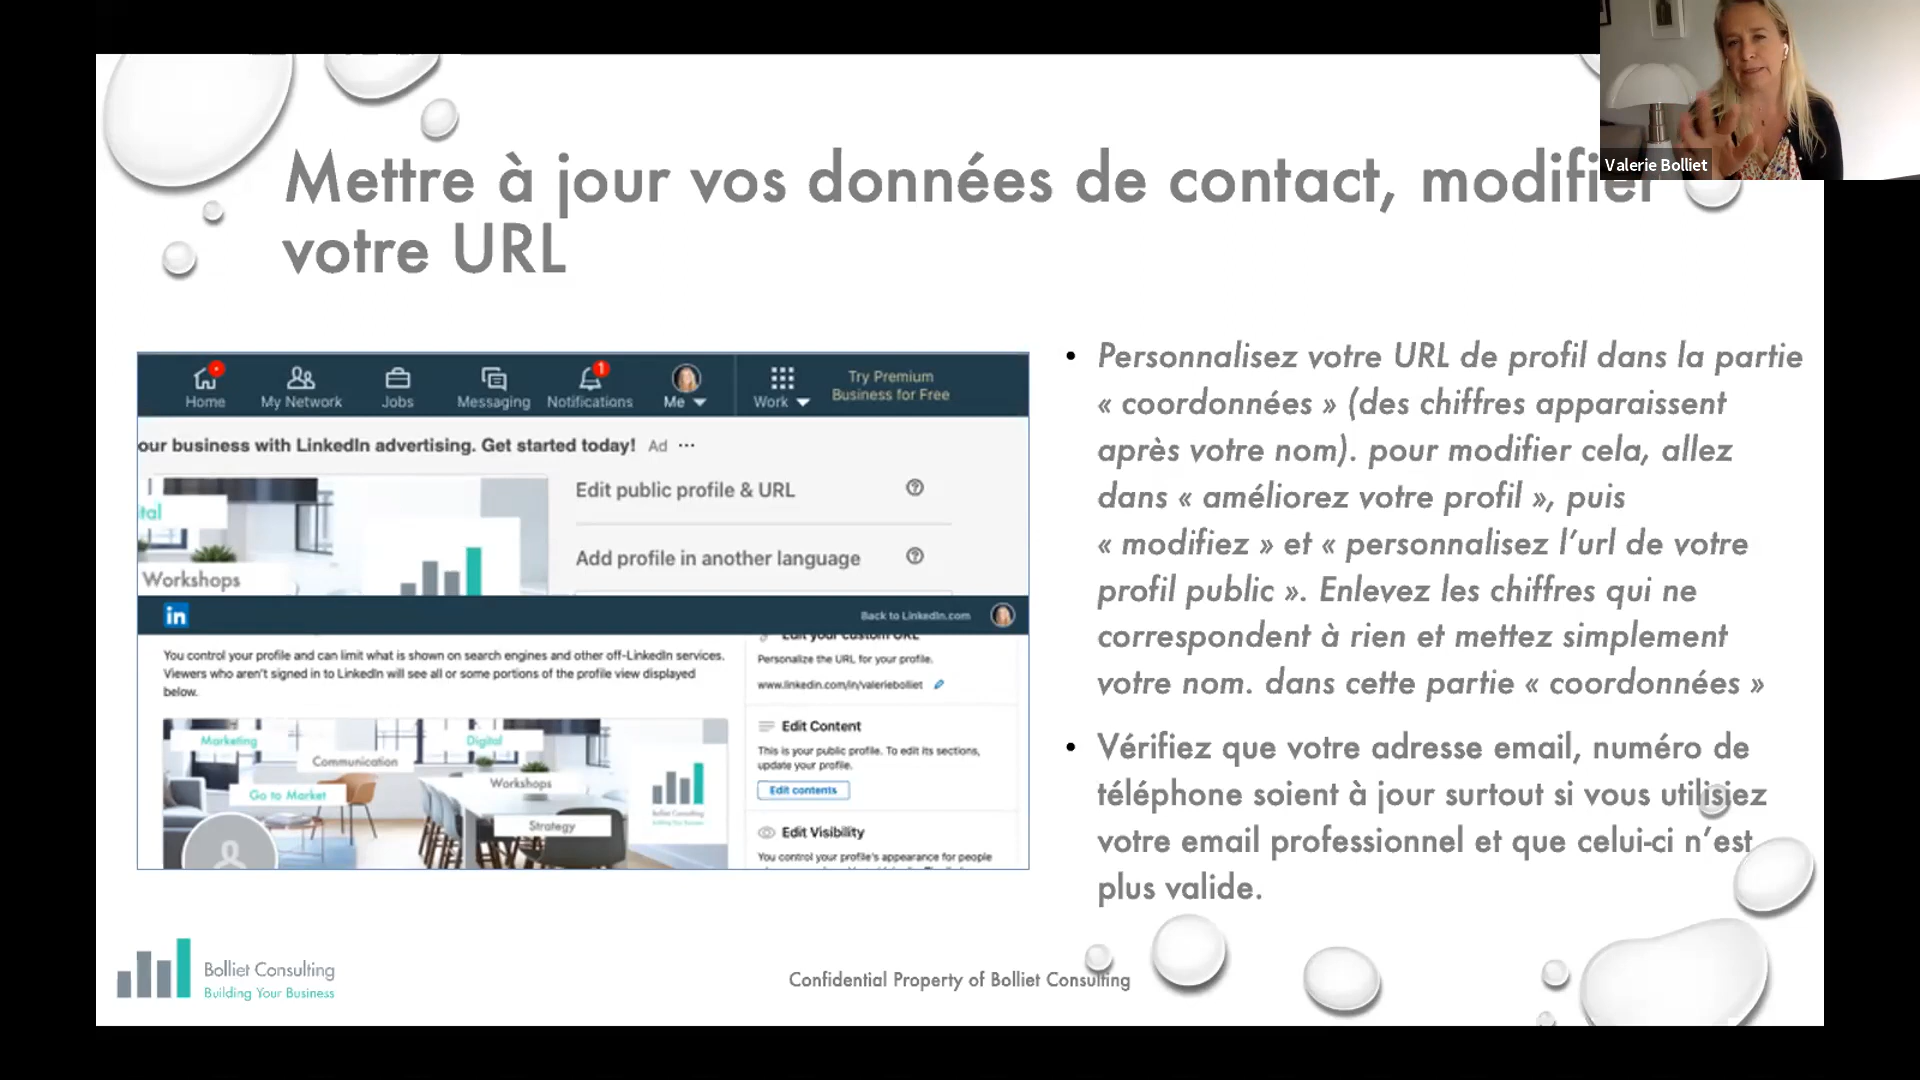 Valerie Bolliet
Mettre à jour vos données de contact, modifier
votre URL
Home
My Network
Jobs
Messaging
Notifications
1
Me
Work
Try Premium
Business for Free
our business with LinkedIn advertising. Get started today! Ad ...
Edit public profile & URL
Add profile in another language
tal
Workshops
in
Back to LinkedIn.com
You control your profile and can limit what is shown on search engines and other off-LinkedIn services.
Viewers who aren't signed in to LinkedIn will see all or some portions of the profile view displayed
below.
Marketing
Digital
Communication
Workshops
Go to Market
Strategy
Bolliet Consulting
Edit your custom URL
Personalize the URL for your profile.
www.linkedin.com/in/valeriebolliet
Edit Content
This is your public profile. To edit its sections,
update your profile.
Edit contents
Edit Visibility
You control your profile's appearance for people
• Personnalisez votre URL de profil dans la partie
« coordonnées » (des chiffres apparaissent
après votre nom). pour modifier cela, allez
dans « améliorez votre profil », puis
« modifiez » et « personnalisez l’url de votre
profil public ». Enlevez les chiffres qui ne
correspondent à rien et mettez simplement
votre nom. dans cette partie « coordonnées »
• Vérifiez que votre adresse email, numéro de
téléphone soient à jour surtout si vous utilisiez
votre email professionnel et que celui-ci n’est
plus valide.
Bolliet Consulting
Building Your Business
Confidential Property of Bolliet Consulting